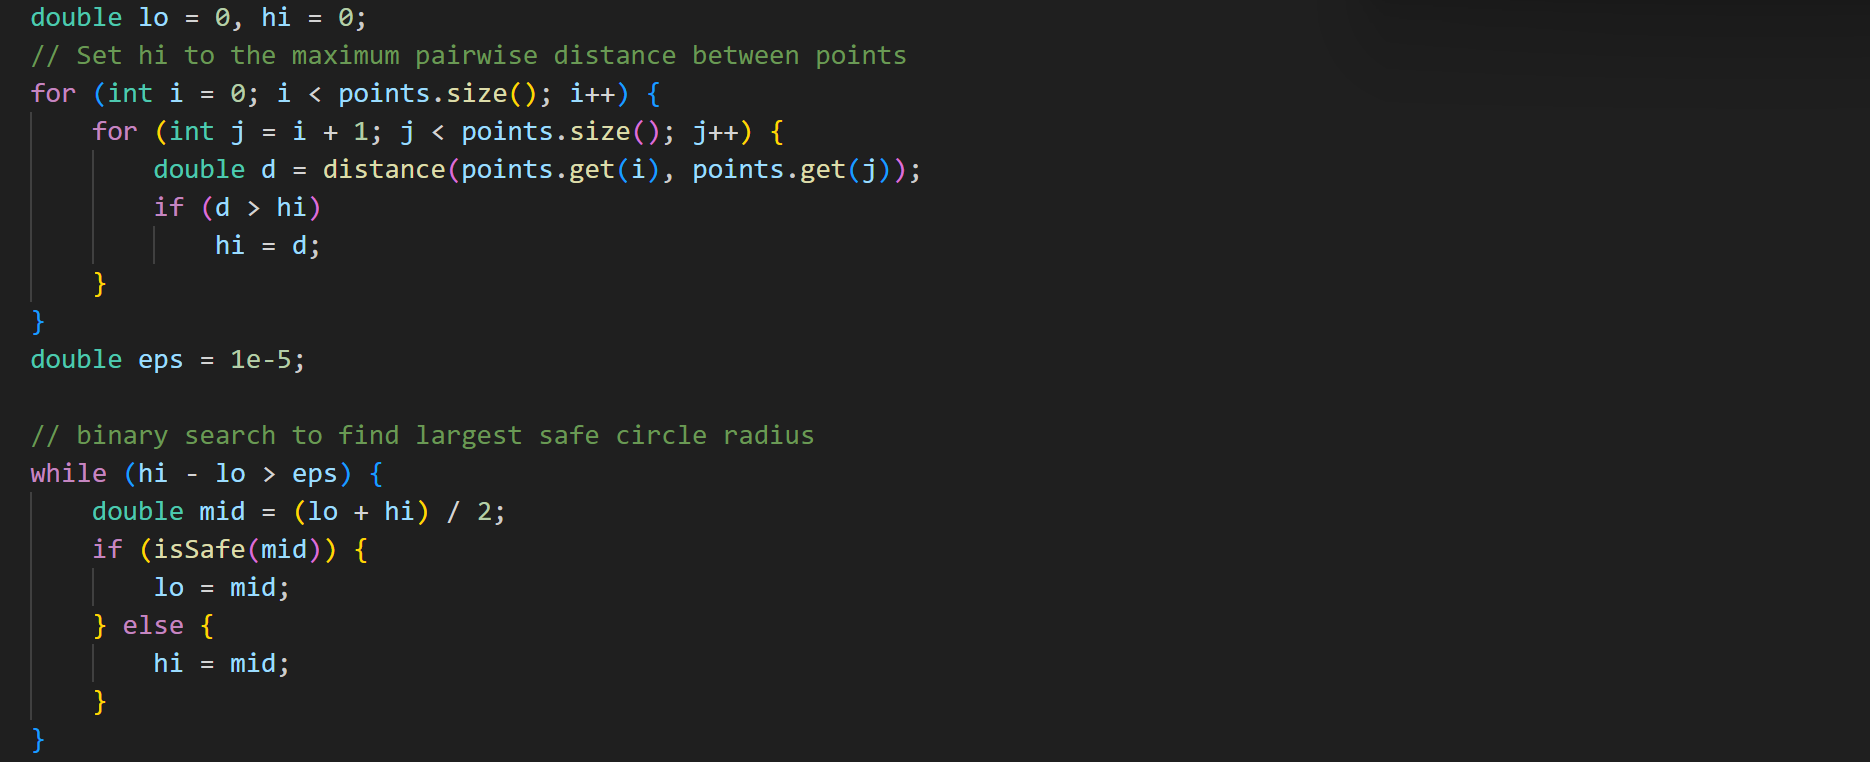 double lo = 0, hi = 0;
// Set hi to the maximum pairwise distance between points
for (int i = 0; i < points.size(); i++) {
    for (int j = i + 1; j < points.size(); j++) {
        double d = distance(points.get(i), points.get(j));
        if (d > hi)
            hi = d;
    }
}
double eps = 1e-5;

// binary search to find largest safe circle radius
while (hi - lo > eps) {
    double mid = (lo + hi) / 2;
    if (isSafe(mid)) {
        lo = mid;
    } else {
        hi = mid;
    }
}